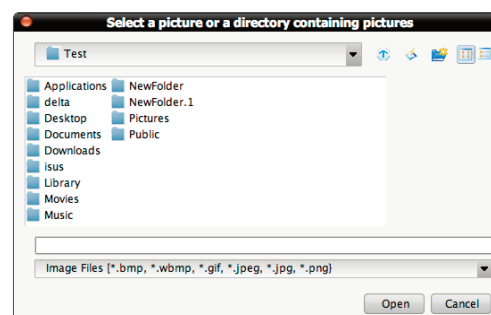 Select a picture or a directory containing pictures
Test
Applications
delta
Desktop
Documents
Downloads
isus
Library
Movies
Music
NewFolder
NewFolder.1
Pictures
Public
Image Files [*.bmp, *.wbmp, *.gif, *.jpeg, *.jpg, *.png}
Open
Cancel